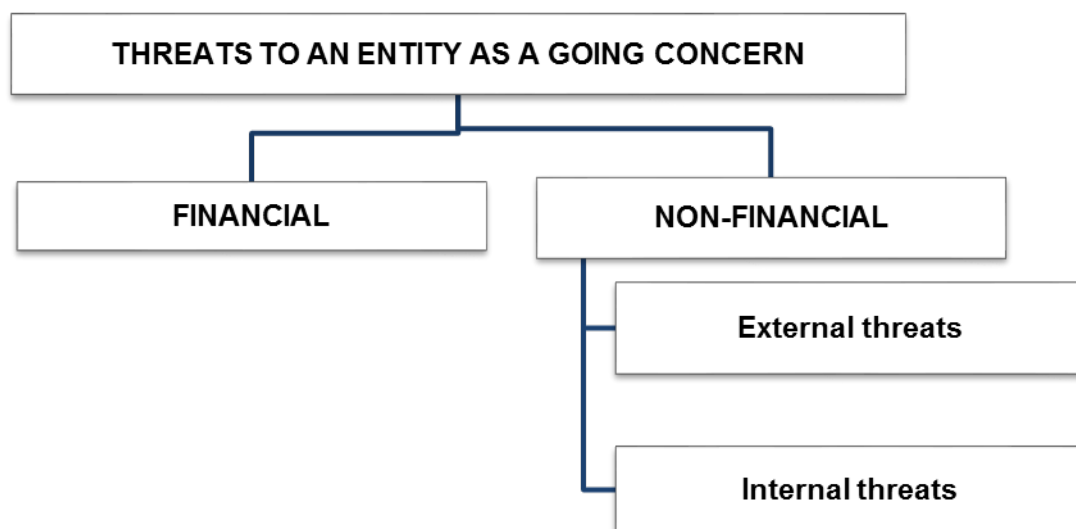 THREATS TO AN ENTITY AS A GOING CONCERN
FINANCIAL
NON-FINANCIAL
External threats
Internal threats